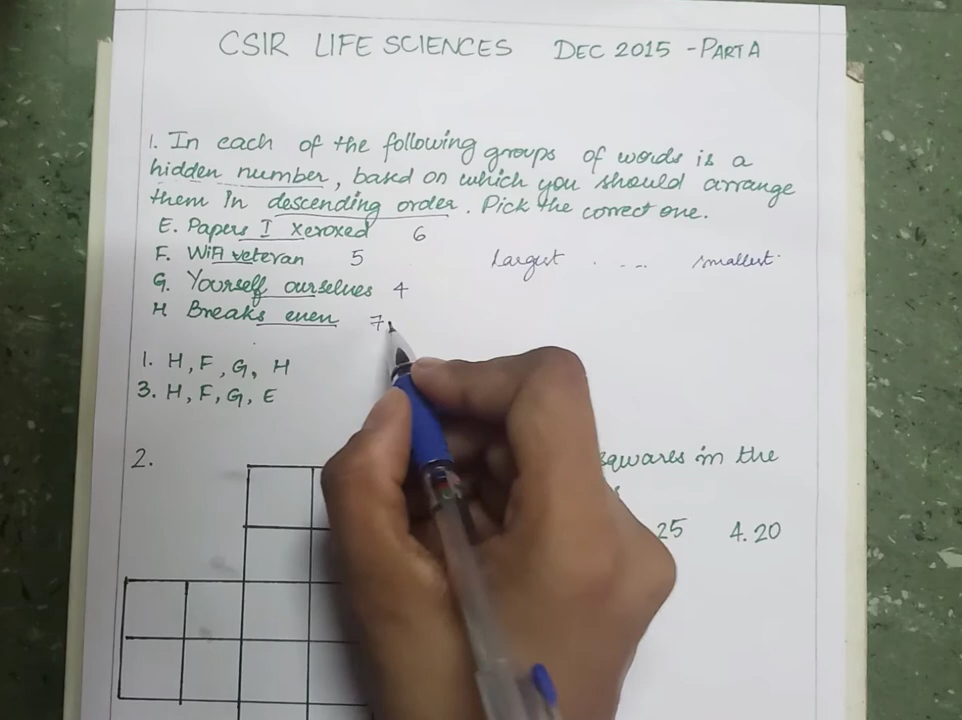 CSIR LIFE SCIENCES DEC 2015 - PART A
1. In each of the following groups of words is a
hidden number, based on which you should arrange
them in descending order. Pick the correct one.
E. Papers I xeroxed 6
F. Wifi veteran 5 Largest . ... smallest.
G. Yourself ourselves 4
H Breaks even 7
1. H, F, G, H
3. H, F, G, E
2. squares in the
25 4. 20